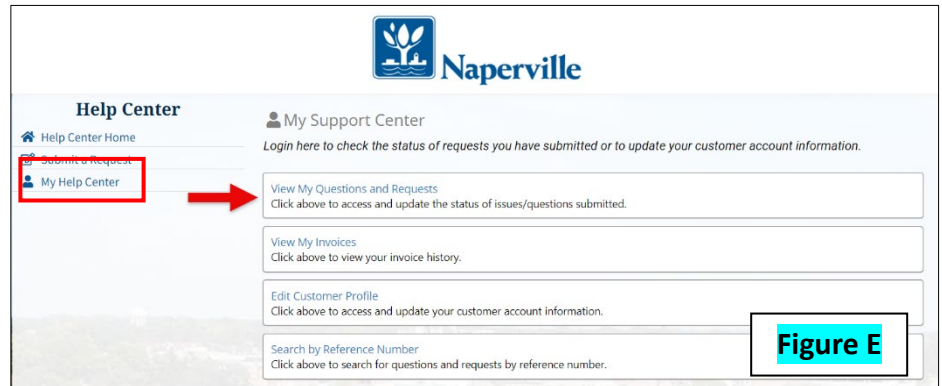 Naperville
Help Center
Help Center Home
Submit a Request
My Help Center
My Support Center
Login here to check the status of requests you have submitted or to update your customer account information.
View My Questions and Requests
Click above to access and update the status of issues/questions submitted.
View My Invoices
Click above to view your invoice history.
Edit Customer Profile
Click above to access and update your customer account information.
Search by Reference Number
Click above to search for questions and requests by reference number.
Figure E